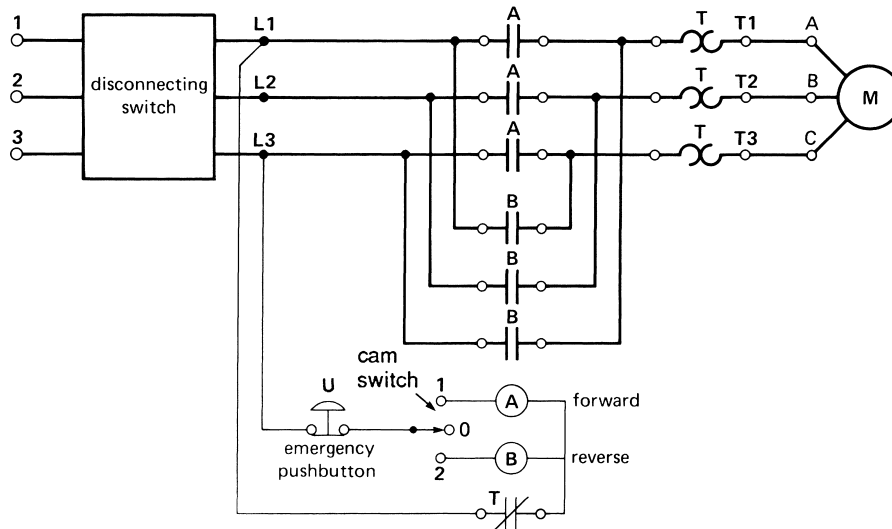 1 L1 A T T1 A
disconnecting
switch
2 L2 A T T2 B M
3 L3 A T T3 C
B
B
B
cam
switch
U 1 A forward
0
emergency
pushbutton
2 B reverse
T